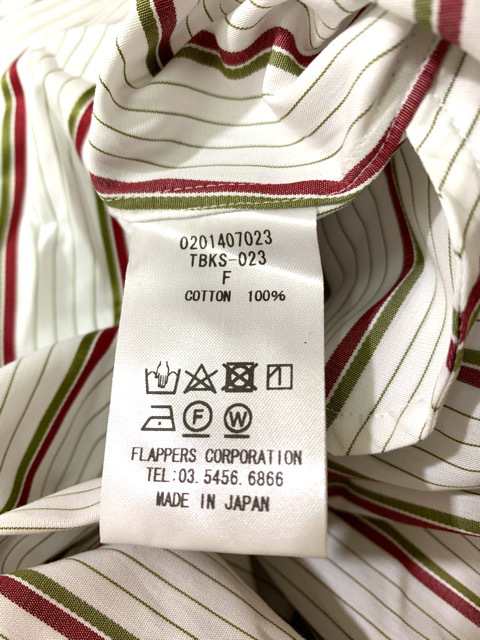 0201407023
TBKS-023
F
COTTON 100%
F W
FLAPPERS CORPORATION
TEL:03.5456.6866
MADE IN JAPAN